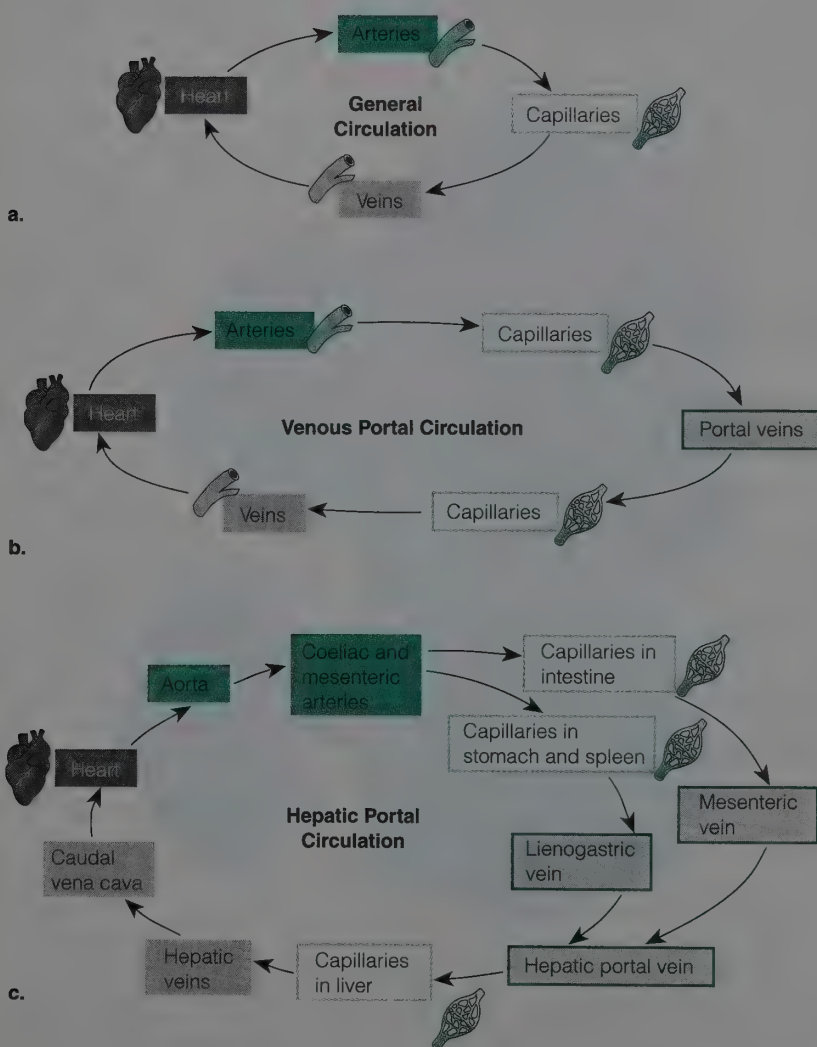 Arteries
Heart
General
Circulation
Capillaries
Veins
a.
Arteries
Capillaries
Heart
Venous Portal Circulation
Portal veins
Veins
Capillaries
b.
Coeliac and
mesenteric
arteries
Capillaries in
intestine
Aorta
Capillaries in
stomach and spleen
Heart
Hepatic Portal
Circulation
Mesenteric
vein
Lienogastric
vein
Caudal
vena cava
Hepatic
veins
Capillaries
in liver
Hepatic portal vein
c.